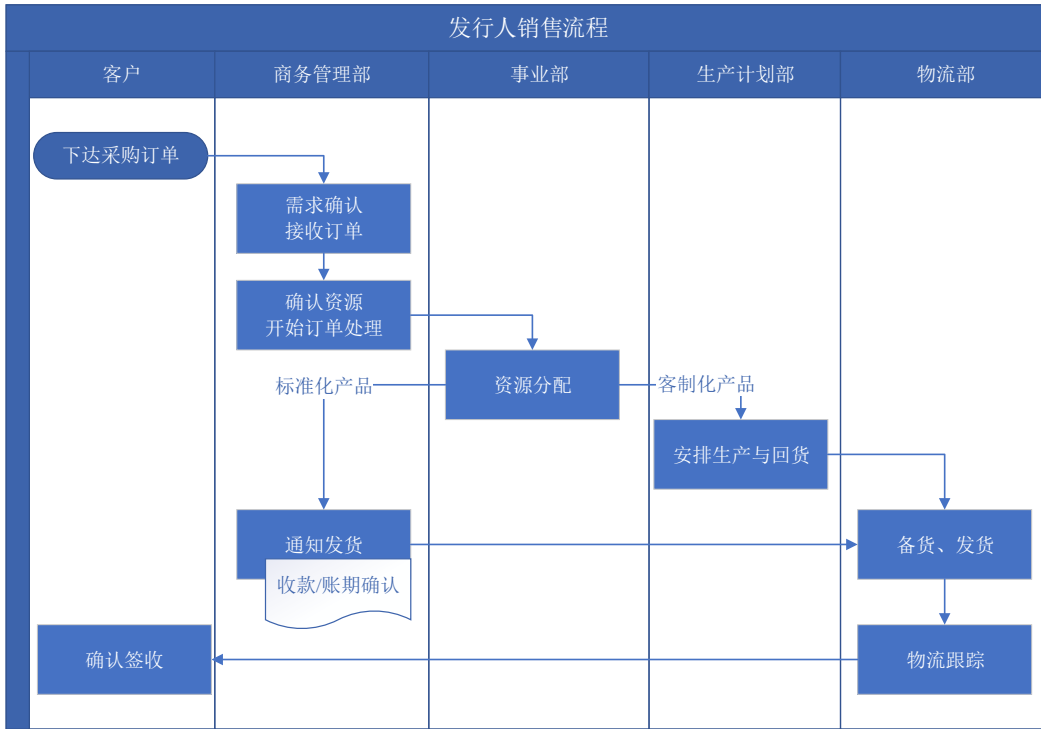 发行人销售流程
客户
商务管理部
事业部
生产计划部
物流部
下达采购订单
需求确认
接收订单
确认资源
开始订单处理
资源分配
标准化产品
客制化产品
安排生产与回货
通知发货
备货、发货
收款/账期确认
确认签收
物流跟踪